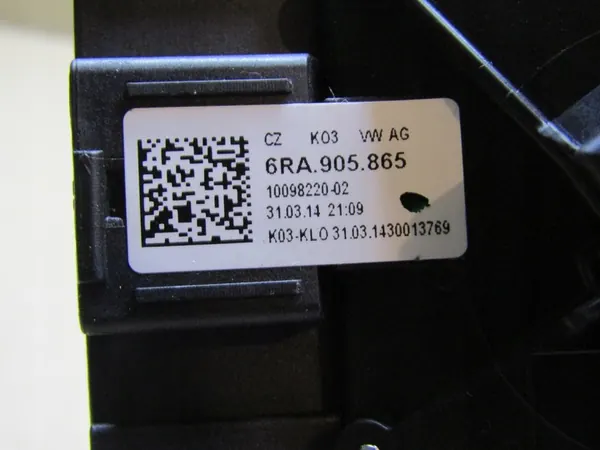 CZ K03 VW AG
6RA.905.865
10098220-02
31.03.14 21:09
K03-KLO 31.03.1430013769